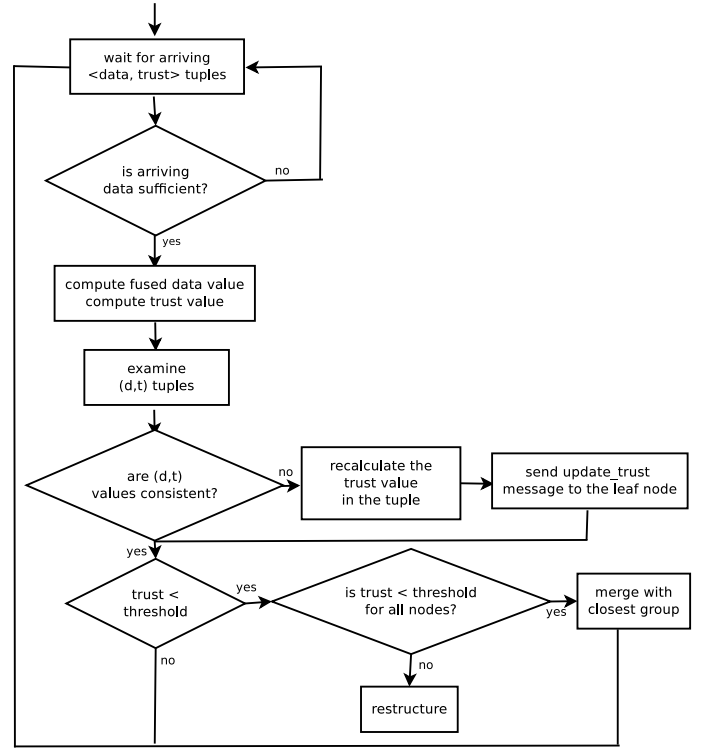 wait for arriving
<data, trust> tuples
is arriving
data sufficient?
no
yes
compute fused data value
compute trust value
examine
(d,t) tuples
are (d,t)
values consistent?
no
recalculate the
trust value
in the tuple
send update_trust
message to the leaf node
yes
trust <
threshold
yes
is trust < threshold
for all nodes?
yes
merge with
closest group
no
no
restructure